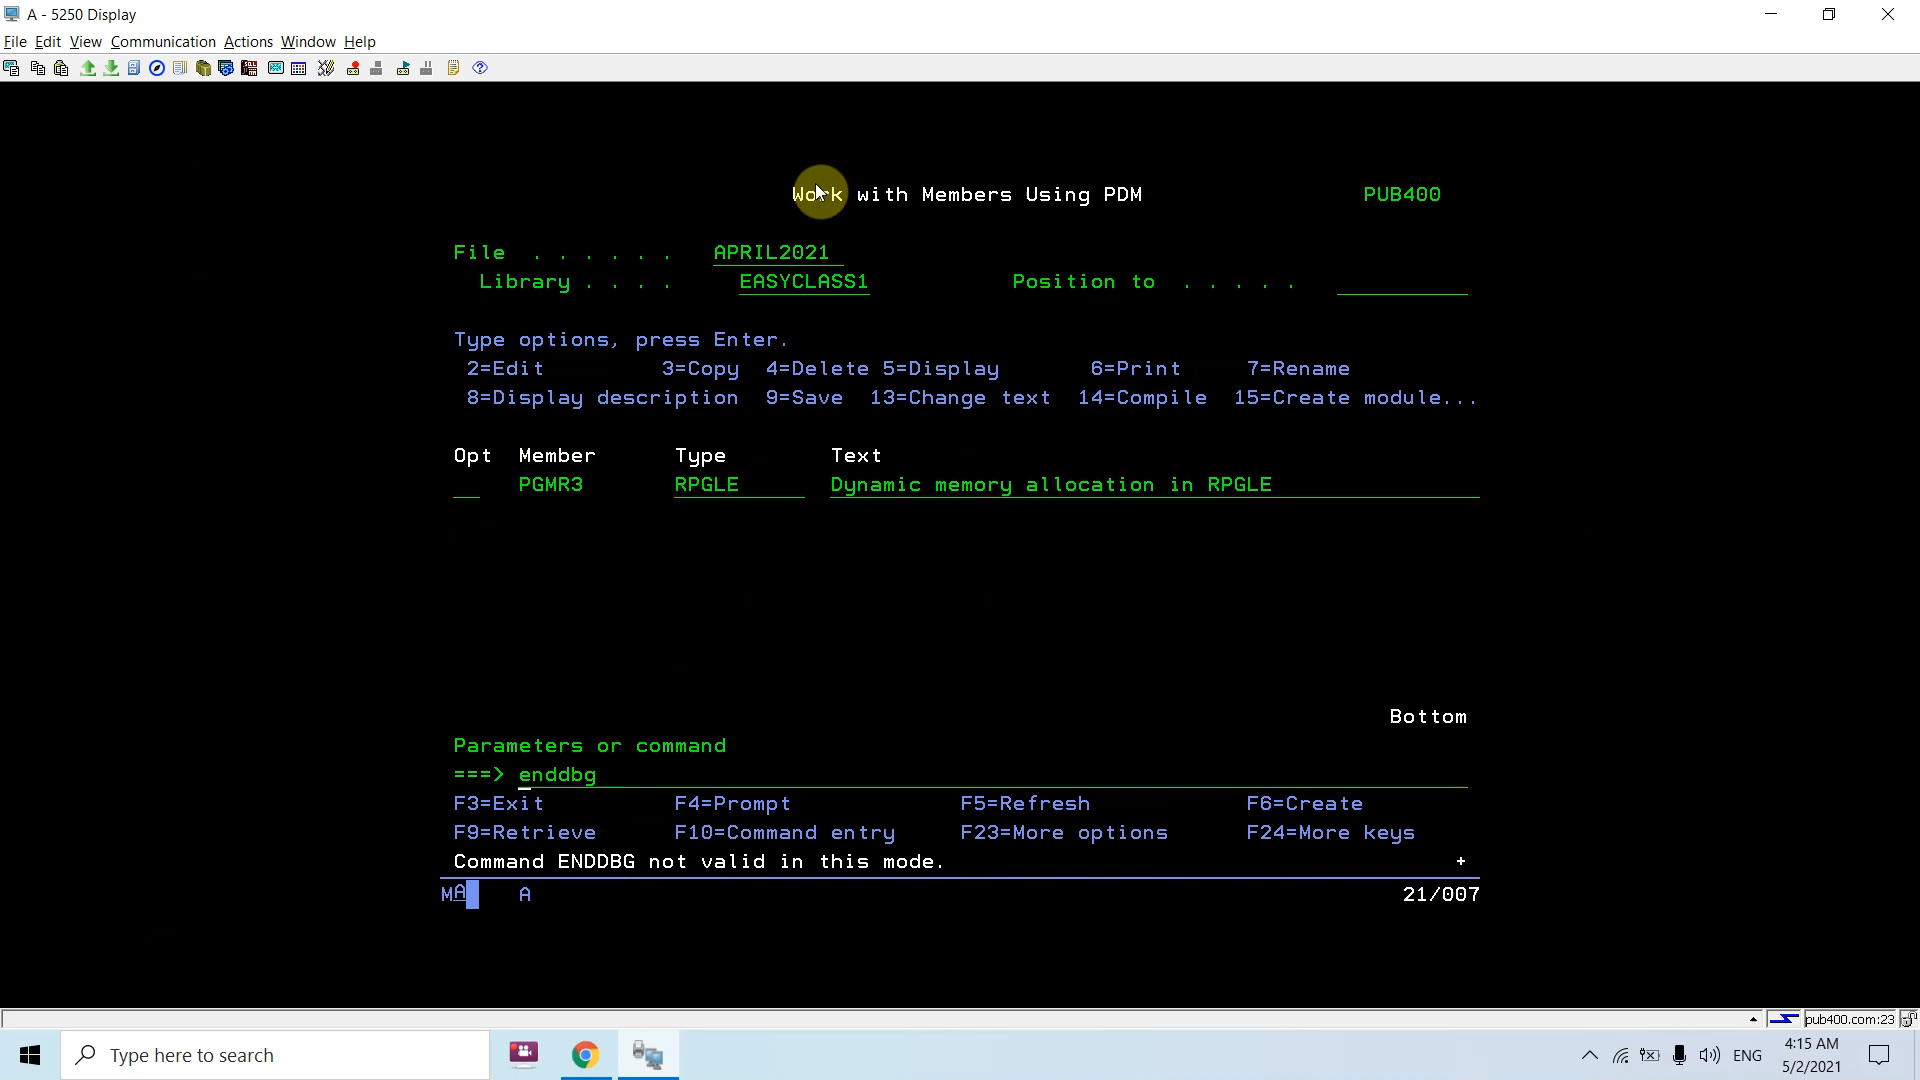 A - 5250 Display
File Edit View Communication Actions Window Help
Work with Members Using PDM PUB400
File . . . . . . APRIL2021
Library . . . . EASYCLASS1 Position to . . . . .
Type options, press Enter.
2=Edit 3=Copy 4=Delete 5=Display 6=Print 7=Rename
8=Display description 9=Save 13=Change text 14=Compile 15=Create module...
Opt Member Type Text
PGMR3 RPGLE Dynamic memory allocation in RPGLE
Bottom
Parameters or command
===> enddbg
F3=Exit F4=Prompt F5=Refresh F6=Create
F9=Retrieve F10=Command entry F23=More options F24=More keys
Command ENDDBG not valid in this mode. +
MA A 21/007
pub400.com:23
Type here to search
ENG
4:15 AM
5/2/2021